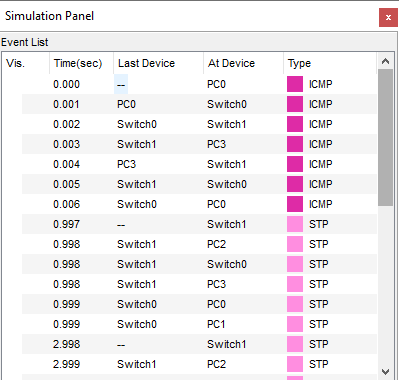 Simulation Panel
x
Event List
Vis. Time(sec) Last Device At Device Type
0.000 -- PC0 ICMP
0.001 PC0 Switch0 ICMP
0.002 Switch0 Switch1 ICMP
0.003 Switch1 PC3 ICMP
0.004 PC3 Switch1 ICMP
0.005 Switch1 Switch0 ICMP
0.006 Switch0 PC0 ICMP
0.997 -- Switch1 STP
0.998 Switch1 PC2 STP
0.998 Switch1 Switch0 STP
0.998 Switch1 PC3 STP
0.999 Switch0 PC0 STP
0.999 Switch0 PC1 STP
2.998 -- Switch1 STP
2.999 Switch1 PC2 STP